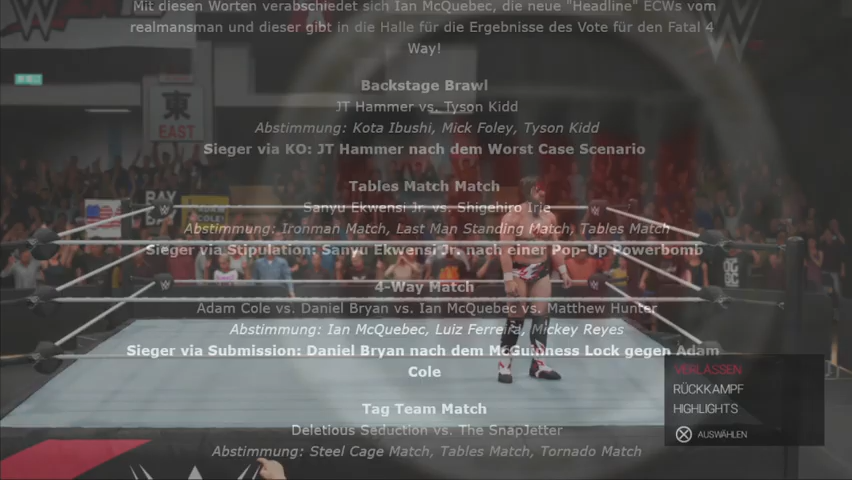 Mit diesen Worten verabschiedet sich Ian McQuebec, die neue "Headline" ECWs vom
realmansman und dieser gibt in die Halle für die Ergebnisse des Vote für den Fatal 4
Way!
東
EAST
Backstage Brawl
JT Hammer vs. Tyson Kidd
Abstimmung: Kota Ibushi, Mick Foley, Tyson Kidd
Sieger via KO: JT Hammer nach dem Worst Case Scenario
Tables Match Match
Sanyu Ekwensi Jr. vs. Shigehiro Irie
Abstimmung: Ironman Match, Last Man Standing Match, Tables Match
Sieger via Stipulation: Sanyu Ekwensi Jr. nach einer Pop-Up Powerbomb
4-Way Match
Adam Cole vs. Daniel Bryan vs. Ian McQuebec vs. Matthew Hunter
Abstimmung: Ian McQuebec, Luiz Ferreira, Mickey Reyes
Sieger via Submission: Daniel Bryan nach dem McGuinness Lock gegen Adam
Cole
Tag Team Match
Deletious Seduction vs. The SnapJetter
Abstimmung: Steel Cage Match, Tables Match, Tornado Match
VERLASSEN
RÜCKKAMPF
HIGHLIGHTS
AUSWÄHLEN